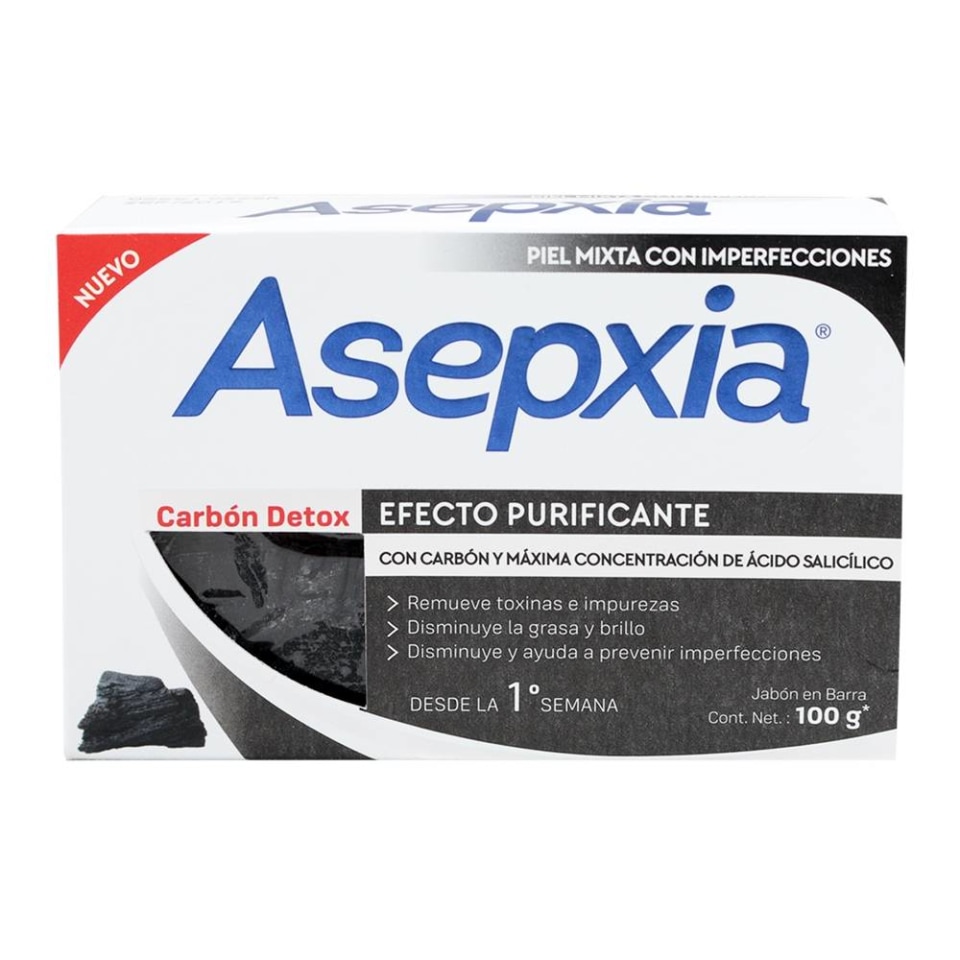 Asepxia
NUEVO
PIEL MIXTA CON IMPERFECCIONES
Asepxia®
Carbón Detox
EFECTO PURIFICANTE
CON CARBÓN Y MÁXIMA CONCENTRACIÓN DE ÁCIDO SALICÍLICO
> Remueve toxinas e impurezas
> Disminuye la grasa y brillo
> Disminuye y ayuda a prevenir imperfecciones
DESDE LA 1° SEMANA
Jabón en Barra
Cont. Net. : 100 g*